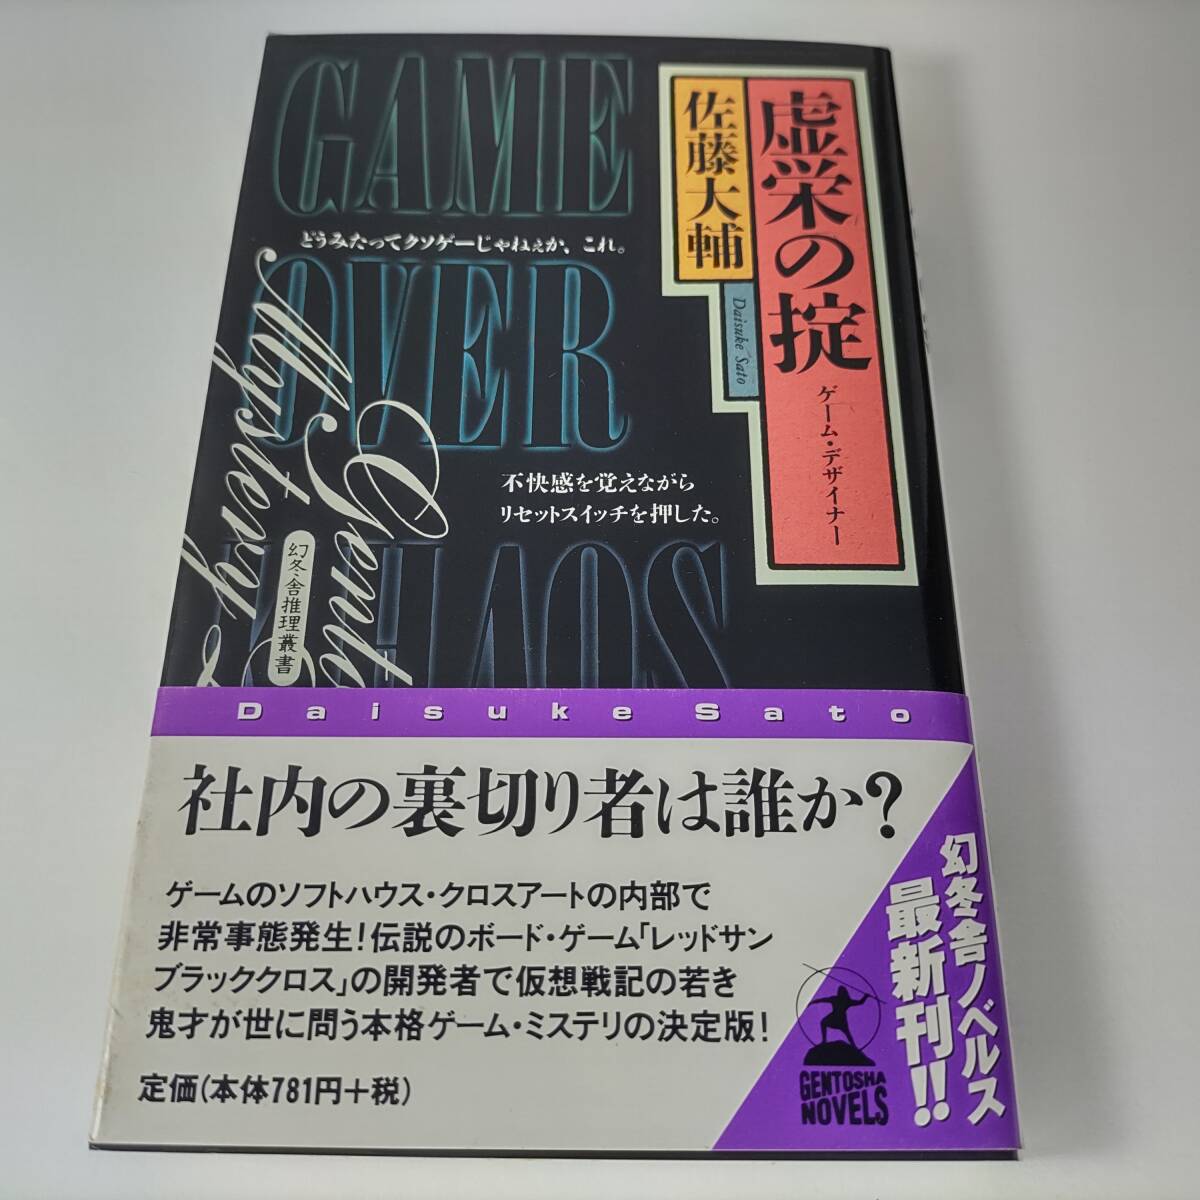 虚栄の掟
ゲーム・デザイナー
佐藤大輔
Daisuke Sato
GAME
どうみたってクソゲーじゃねぇか、これ。
OVER
不快感を覚えながら
リセットスイッチを押した。
Mystery
幻冬舎推理叢書
Daisuke Sato
社内の裏切り者は誰か?
ゲームのソフトハウス・クロスアートの内部で
非常事態発生!伝説のボード・ゲーム「レッドサン
ブラッククロス」の開発者で仮想戦記の若き
鬼才が世に問う本格ゲーム・ミステリの決定版!
定価(本体781円+税)
幻冬舎ノベルス
最新刊!!
GENTOSHA
NOVELS